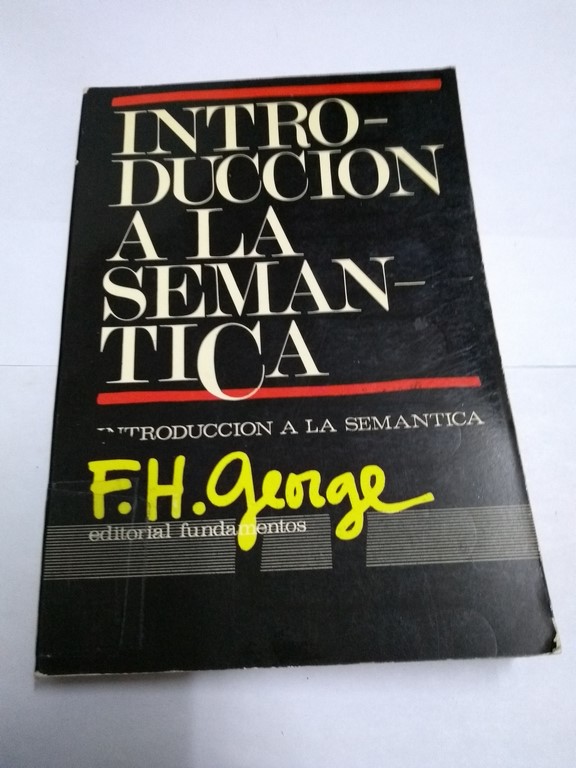 INTRO-
DUCCION
A LA
SEMAN-
TICA
INTRODUCCION A LA SEMANTICA
F.H. George
editorial fundamentos